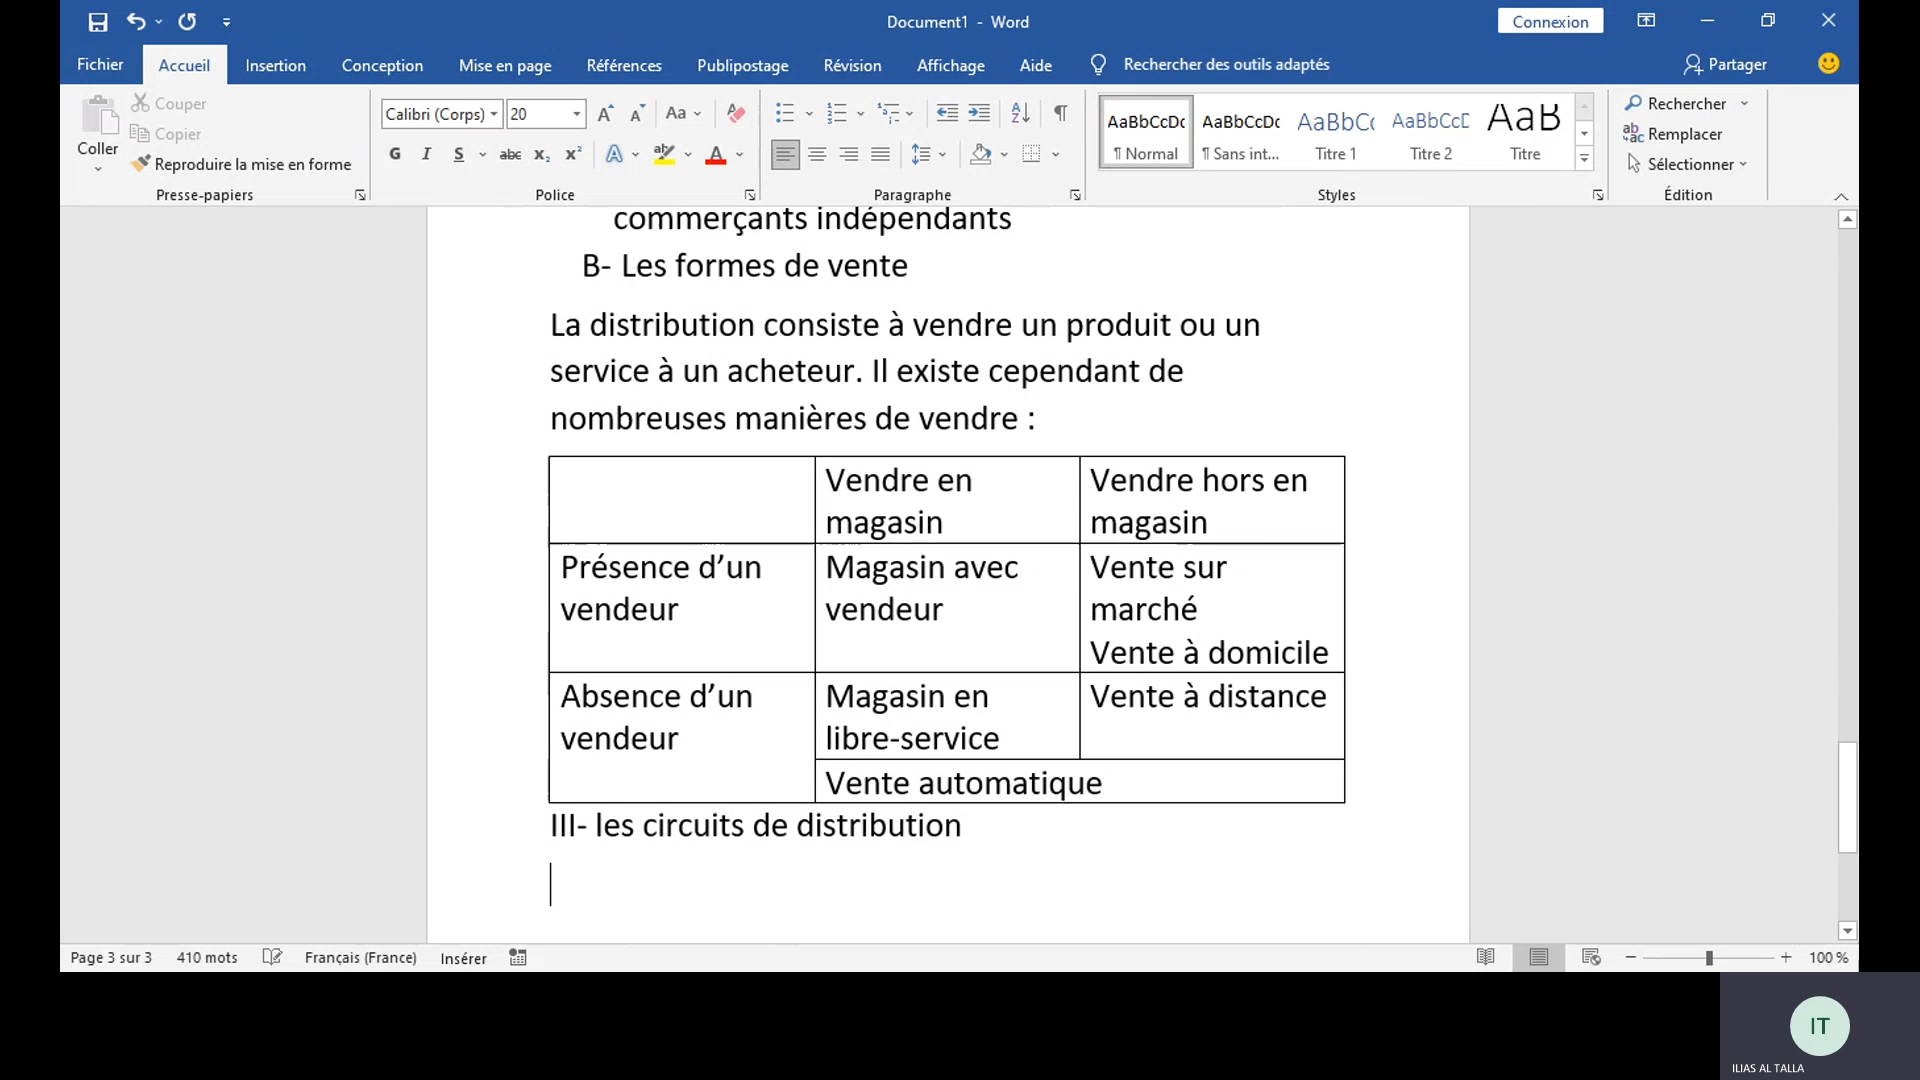 Document1 - Word
Connexion
Fichier
Accueil
Insertion
Conception
Mise en page
Références
Publipostage
Révision
Affichage
Aide
Rechercher des outils adaptés
Partager
Coller
Couper
Copier
Reproduire la mise en forme
Presse-papiers
Calibri (Corps)
20
Aa
G I S abc x₂ x²
Police
Paragraphe
AaBbCcDc
¶ Normal
AaBbCcDc
¶ Sans int...
AaBbCc
Titre 1
AaBbCcD
Titre 2
AaB
Titre
Styles
Rechercher
Remplacer
Sélectionner
Édition
commerçants indépendants
B- Les formes de vente
La distribution consiste à vendre un produit ou un
service à un acheteur. Il existe cependant de
nombreuses manières de vendre :
Vendre en
magasin
Vendre hors en
magasin
Présence d’un
vendeur
Magasin avec
vendeur
Vente sur
marché
Vente à domicile
Absence d’un
vendeur
Magasin en
libre-service
Vente à distance
Vente automatique
III- les circuits de distribution
Page 3 sur 3
410 mots
Français (France)
Insérer
100 %
IT
ILIAS AL TALLA